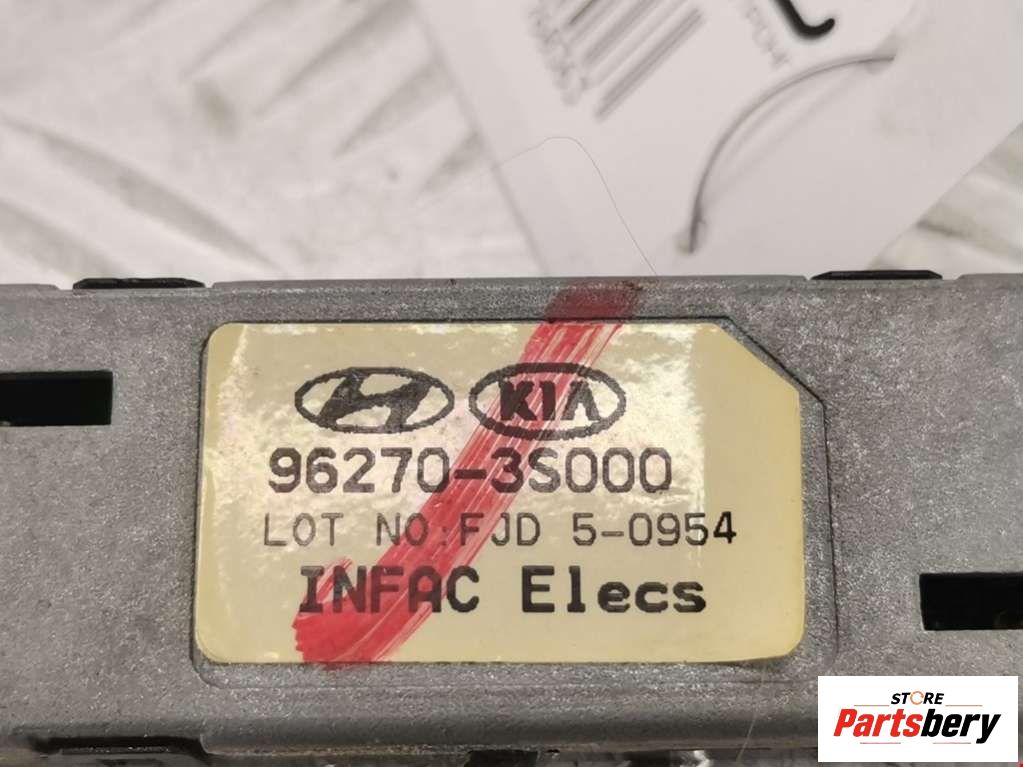 KIA
96270-3S000
LOT NO:FJD 5-0954
INFAC Elecs
STORE
Partsbery